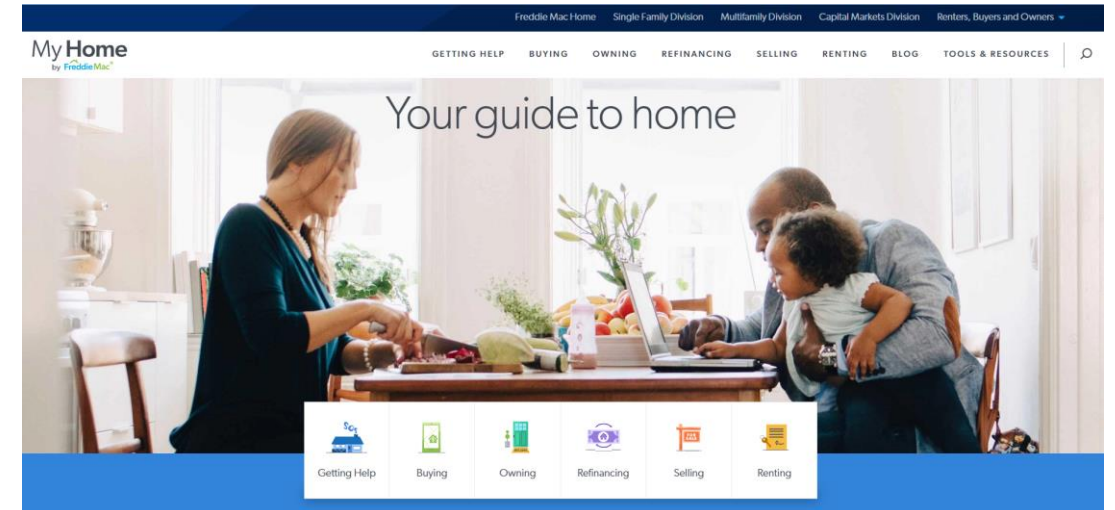 Freddie Mac Home Single Family Division Multifamily Division Capital Markets Division Renters, Buyers and Owners
My Home
by Freddie Mac®
GETTING HELP BUYING OWNING REFINANCING SELLING RENTING BLOG TOOLS & RESOURCES
Your guide to home
FOR SALE
Getting Help Buying Owning Refinancing Selling Renting